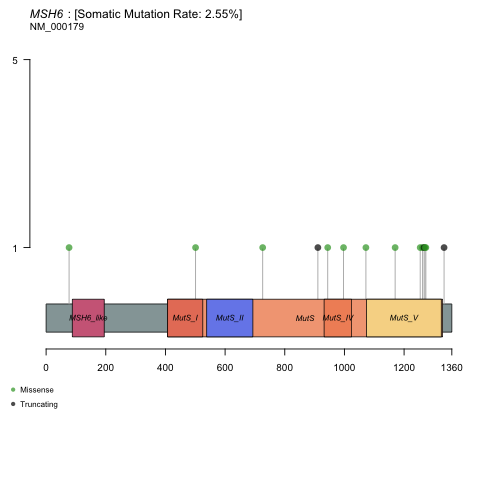 MSH6 : [Somatic Mutation Rate: 2.55%]
NM_000179
5
1
MSH6_like MutS_I MutS_II MutS MutS_IV MutS_V
0 200 400 600 800 1000 1200 1360
Missense
Truncating